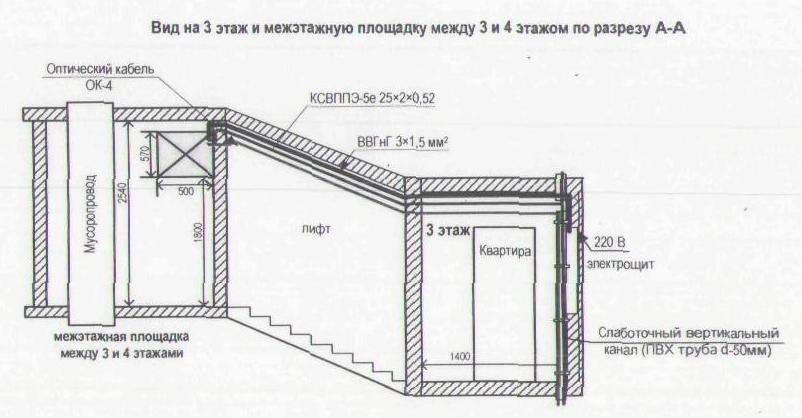 Вид на 3 этаж и межэтажную площадку между 3 и 4 этажом по разрезу А-А
Оптический кабель
ОК-4
КСВППЭ-5е 25×2×0,52
ВВГнГ 3×1,5 мм²
570
500
2540
1800
Мусоропровод
лифт
3 этаж
Квартира
220 В
электрощит
1400
Слаботочный вертикальный
канал (ПВХ труба d-50мм)
межэтажная площадка
между 3 и 4 этажами